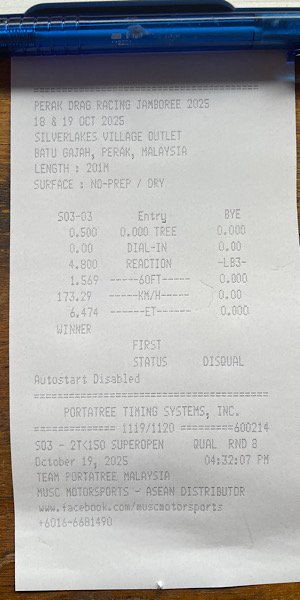 ==========================================
PERAK DRAG RACING JAMBOREE 2025
18 & 19 OCT 2025
SILVERLAKES VILLAGE OUTLET
BATU GAJAH, PERAK, MALAYSIA
LENGTH : 201M
SURFACE : NO-PREP / DRY
S03-03 Entry BYE
0.500 0.000 TREE 0.000
0.00 DIAL-IN 0.00
4.800 REACTION -LB3-
1.569 ------60FT------ 0.000
173.29 ------KM/H------ 0.00
6.474 -------ET------- 0.000
WINNER
FIRST
STATUS DISQUAL
Autostart Disabled
==========================================
PORTATREE TIMING SYSTEMS, INC.
=============== 1119/1120 =========600214
S03 - 2TK150 SUPEROPEN QUAL RND 8
October 19, 2025 04:32:07 PM
TEAM PORTATREE MALAYSIA
MUSC MOTORSPORTS - ASEAN DISTRIBUTOR
www.facebook.com/muscmotorsports
+6016-6681490